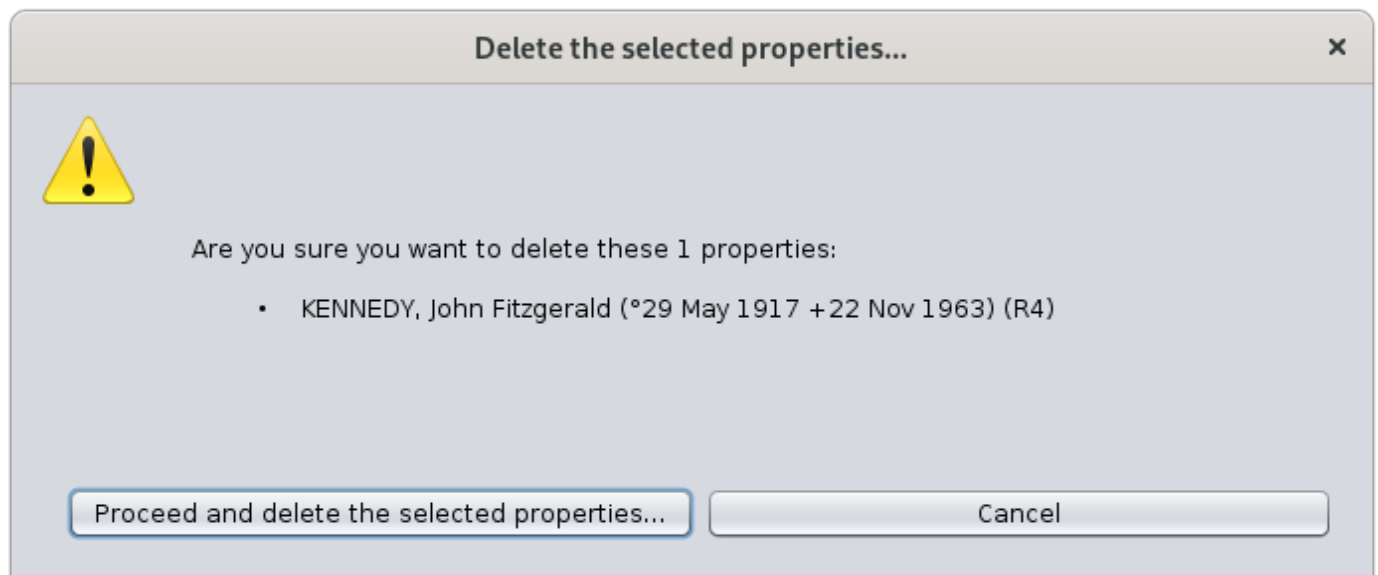 Delete the selected properties...
Are you sure you want to delete these 1 properties:
• KENNEDY, John Fitzgerald (°29 May 1917 +22 Nov 1963) (R4)
Proceed and delete the selected properties...
Cancel